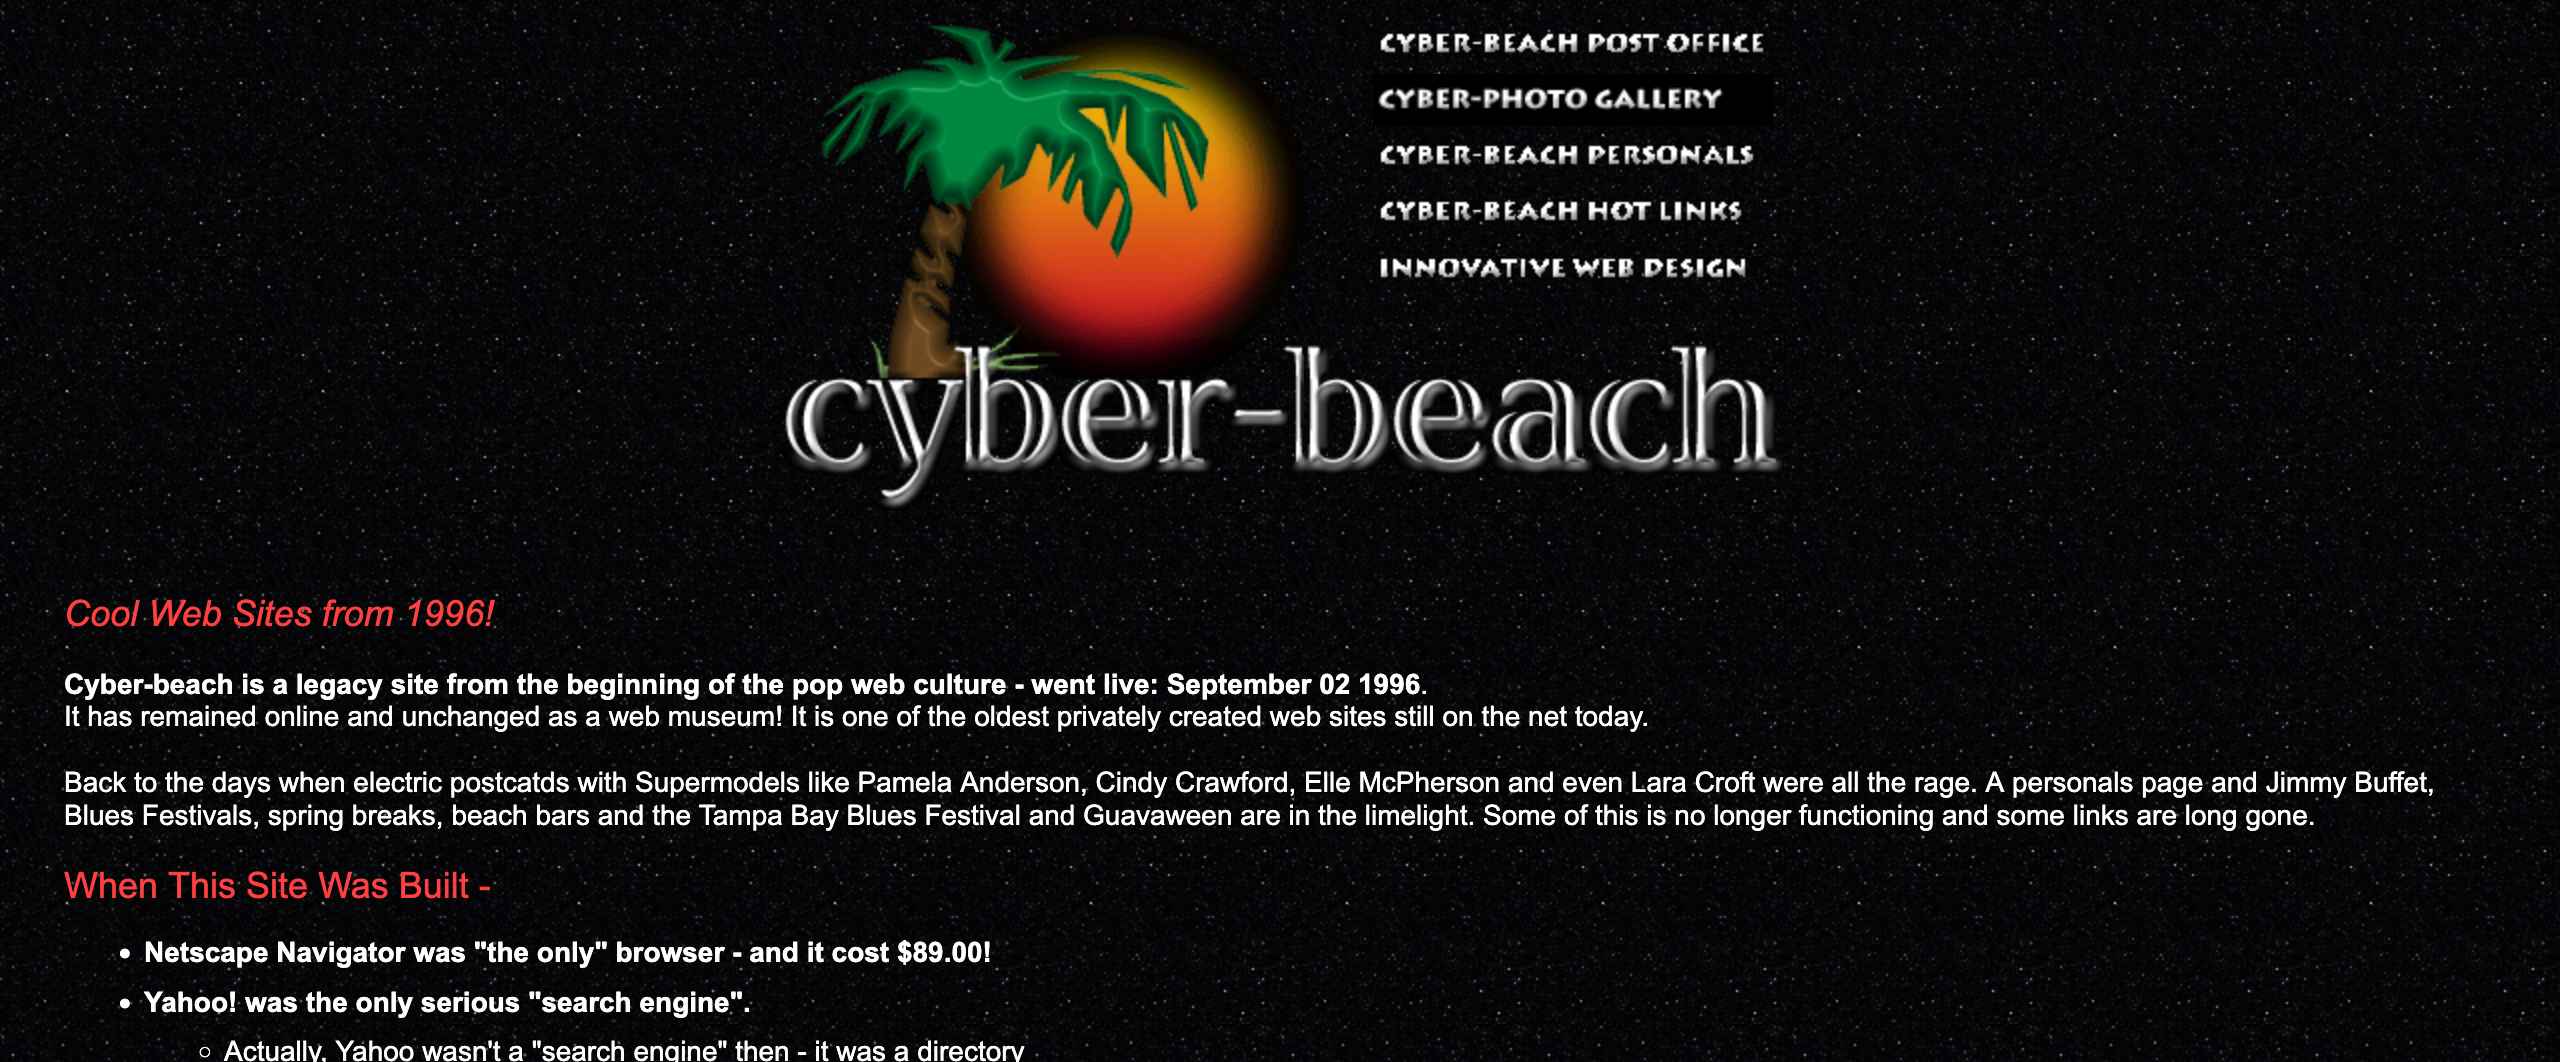 CYBER-BEACH POST OFFICE
CYBER-PHOTO GALLERY
CYBER-BEACH PERSONALS
CYBER-BEACH HOT LINKS
INNOVATIVE WEB DESIGN
cyber-beach
Cool Web Sites from 1996!
Cyber-beach is a legacy site from the beginning of the pop web culture - went live: September 02 1996.
It has remained online and unchanged as a web museum! It is one of the oldest privately created web sites still on the net today.
Back to the days when electric postcatds with Supermodels like Pamela Anderson, Cindy Crawford, Elle McPherson and even Lara Croft were all the rage. A personals page and Jimmy Buffet,
Blues Festivals, spring breaks, beach bars and the Tampa Bay Blues Festival and Guavaween are in the limelight. Some of this is no longer functioning and some links are long gone.
When This Site Was Built -
• Netscape Navigator was "the only" browser - and it cost $89.00!
• Yahoo! was the only serious "search engine".
◦ Actually, Yahoo wasn't a "search engine" then - it was a directory